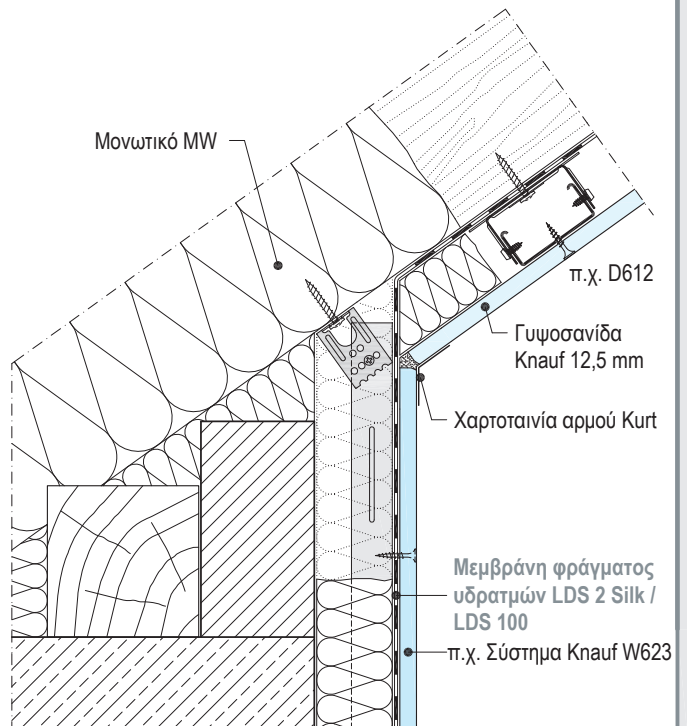 Μονωτικό MW
π.χ. D612
Γυψοσανίδα
Knauf 12,5 mm
Χαρτοταινία αρμού Kurt
Μεμβράνη φράγματος
υδρατμών LDS 2 Silk /
LDS 100
π.χ. Σύστημα Knauf W623